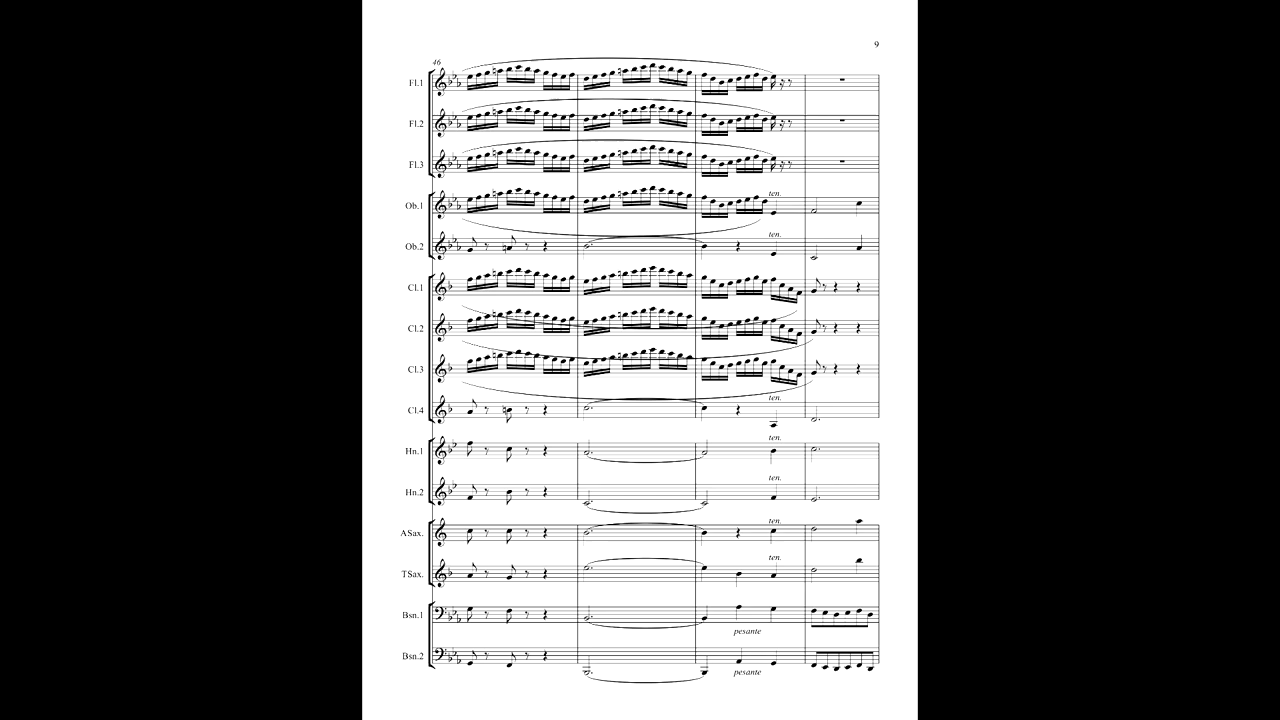 9
46
Fl.1
Fl.2
Fl.3
Ob.1 ten.
Ob.2 ten.
Cl.1
Cl.2
Cl.3
Cl.4 ten.
Hn.1 ten.
Hn.2 ten.
ASax. ten.
TSax. ten.
Bsn.1
pesante
Bsn.2
pesante